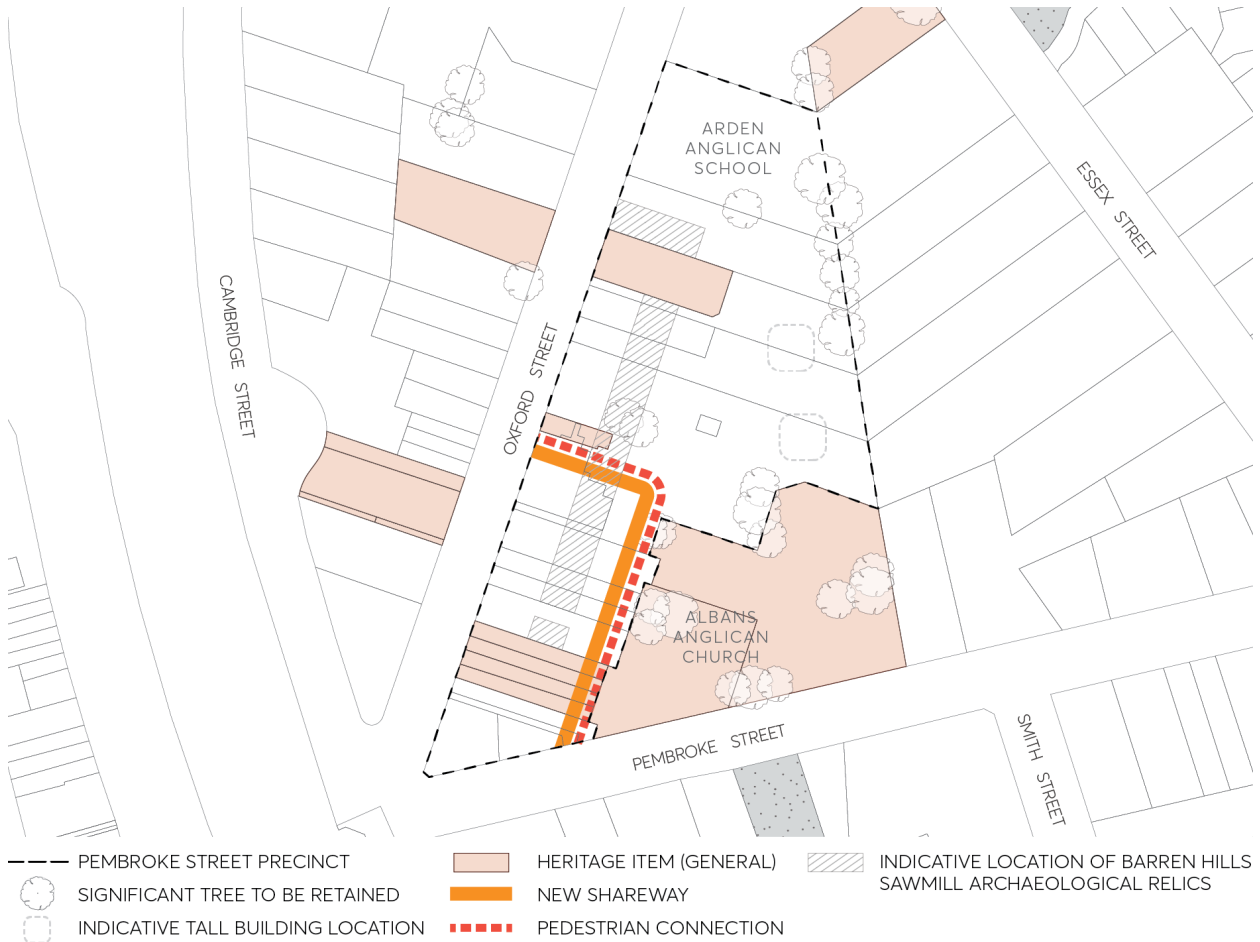 ARDEN
ANGLICAN
SCHOOL
ESSEX STREET
CAMBRIDGE STREET
OXFORD STREET
ALBANS
ANGLICAN
CHURCH
PEMBROKE STREET
SMITH STREET
PEMBROKE STREET PRECINCT
SIGNIFICANT TREE TO BE RETAINED
INDICATIVE TALL BUILDING LOCATION
HERITAGE ITEM (GENERAL)
NEW SHAREWAY
PEDESTRIAN CONNECTION
INDICATIVE LOCATION OF BARREN HILLS
SAWMILL ARCHAEOLOGICAL RELICS